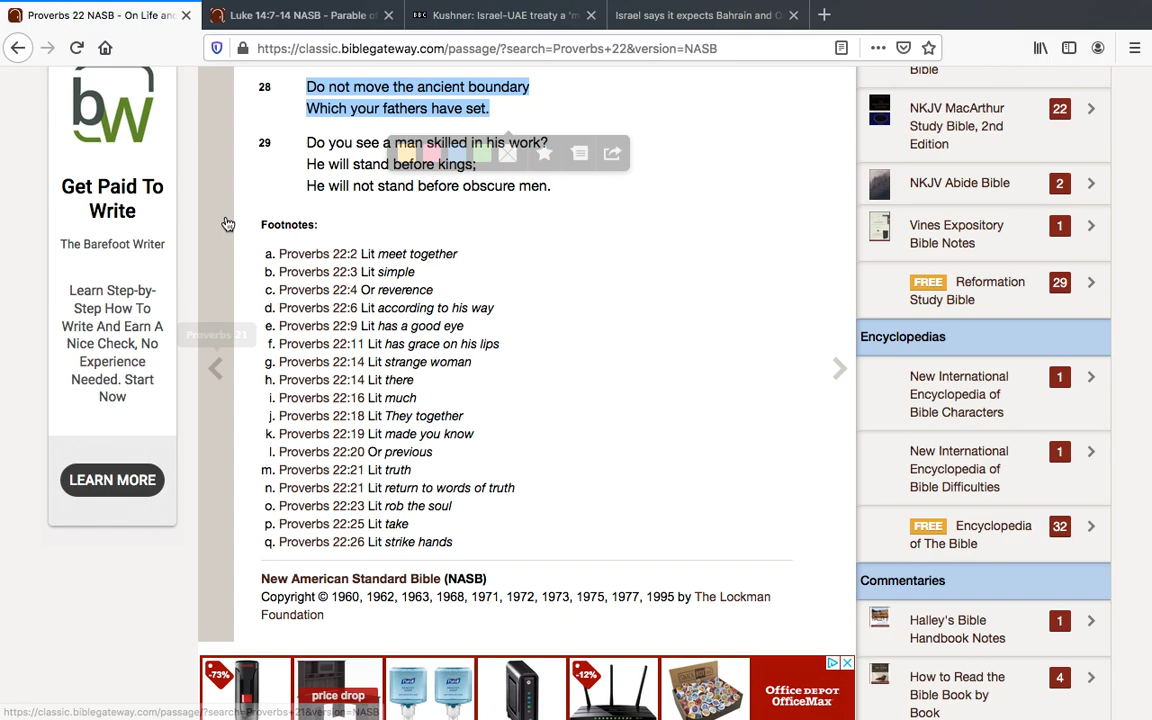 Proverbs 22 NASB - On Life and
Luke 14:7-14 NASB - Parable of
BBC Kushner: Israel-UAE treaty a 'm
Israel says it expects Bahrain and O
https://classic.biblegateway.com/passage/?search=Proverbs+22&version=NASB
bw
Get Paid To
Write
The Barefoot Writer
Learn Step-by-
Step How To
Write And Earn A
Nice Check, No
Experience
Needed. Start
Now
LEARN MORE
Proverbs 21
28 Do not move the ancient boundary
Which your fathers have set.
29 Do you see a man skilled in his work?
He will stand before kings;
He will not stand before obscure men.
Footnotes:
a. Proverbs 22:2 Lit meet together
b. Proverbs 22:3 Lit simple
c. Proverbs 22:4 Or reverence
d. Proverbs 22:6 Lit according to his way
e. Proverbs 22:9 Lit has a good eye
f. Proverbs 22:11 Lit has grace on his lips
g. Proverbs 22:14 Lit strange woman
h. Proverbs 22:14 Lit there
i. Proverbs 22:16 Lit much
j. Proverbs 22:18 Lit They together
k. Proverbs 22:19 Lit made you know
l. Proverbs 22:20 Or previous
m. Proverbs 22:21 Lit truth
n. Proverbs 22:21 Lit return to words of truth
o. Proverbs 22:23 Lit rob the soul
p. Proverbs 22:25 Lit take
q. Proverbs 22:26 Lit strike hands
New American Standard Bible (NASB)
Copyright © 1960, 1962, 1963, 1968, 1971, 1972, 1973, 1975, 1977, 1995 by The Lockman
Foundation
Bible
NKJV MacArthur 22
Study Bible, 2nd
Edition
NKJV Abide Bible 2
Vines Expository 1
Bible Notes
FREE Reformation 29
Study Bible
Encyclopedias
New International 1
Encyclopedia of
Bible Characters
New International 1
Encyclopedia of
Bible Difficulties
FREE Encyclopedia 32
of The Bible
Commentaries
Halley's Bible 1
Handbook Notes
How to Read the 4
Bible Book by
Book
-73%
price drop
-12%
Office DEPOT
OfficeMax
https://classic.biblegateway.com/passage/?search=Proverbs+21&version=NASB